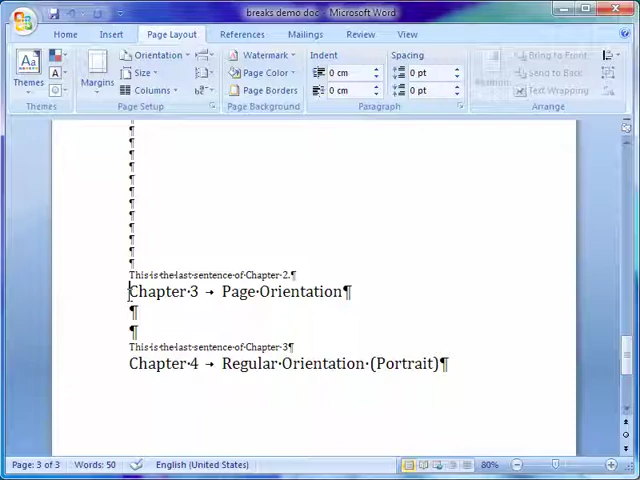 breaks demo doc - Microsoft Word
Home Insert Page Layout References Mailings Review View
Themes
Margins
Orientation
Size
Columns
Watermark
Page Color
Page Borders
Indent
0 cm
0 cm
Spacing
0 pt
0 pt
Position
Bring to Front
Send to Back
Text Wrapping
Themes Page Setup Page Background Paragraph Arrange
This·is·the·last·sentence·of·Chapter·2.¶
Chapter·3 → Page·Orientation¶
¶
¶
This·is·the·last·sentence·of·Chapter·3¶
Chapter·4 → Regular·Orientation·(Portrait)¶
Page: 3 of 3 Words: 50 English (United States) 80%